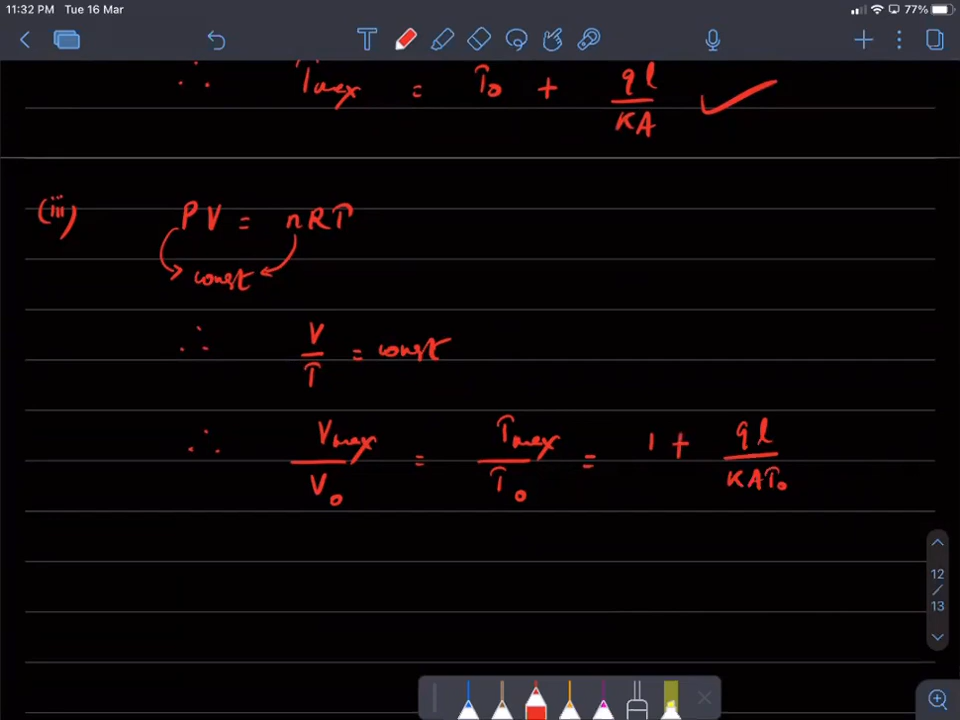 11:32 PM Tue 16 Mar 77%
∴ Tmax = T0 + ql/KA ✓
(iii) PV = nRT
const
∴ V/T = const
∴ Vmax/V0 = Tmax/T0 = 1 + ql/KAT0
12
/
13